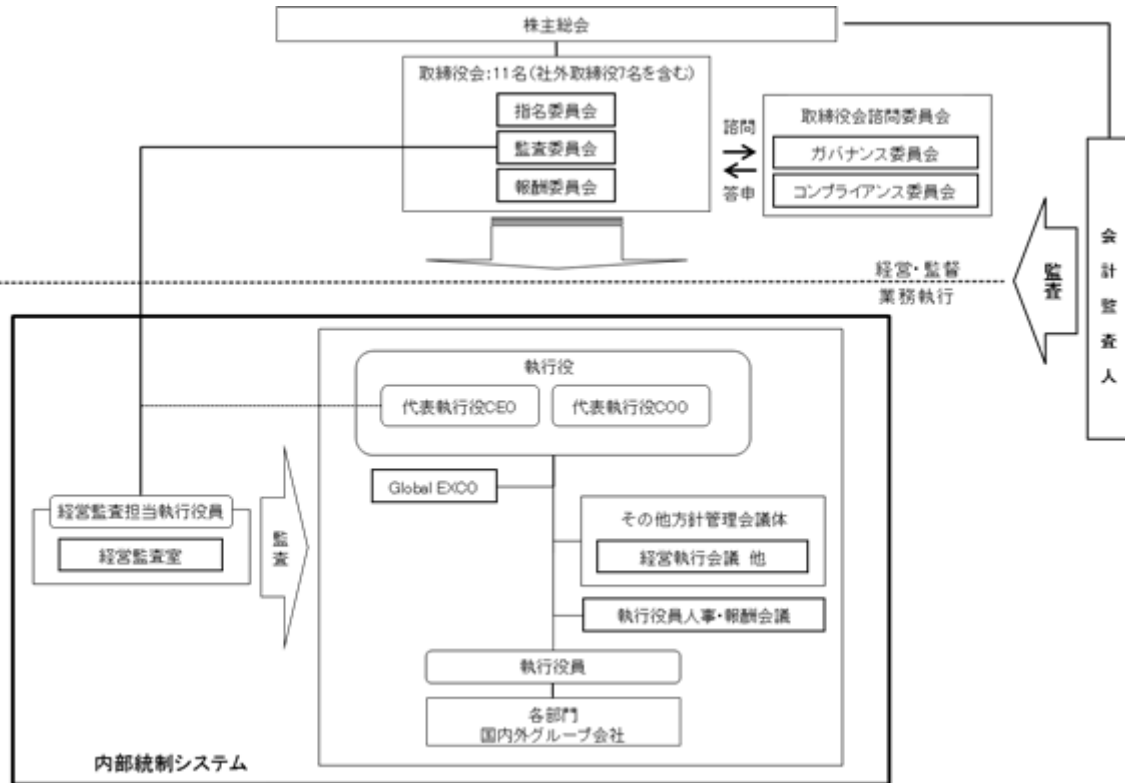 株主総会
取締役会:11名(社外取締役7名を含む)
指名委員会
監査委員会
報酬委員会
諮問
答申
取締役会諮問委員会
ガバナンス委員会
コンプライアンス委員会
会計監査人
監査
経営・監督
業務執行
執行役
代表執行役CEO
代表執行役COO
Global EXCO
経営監査担当執行役員
経営監査室
監査
その他方針管理会議体
経営執行会議 他
執行役員人事・報酬会議
執行役員
各部門
国内外グループ会社
内部統制システム